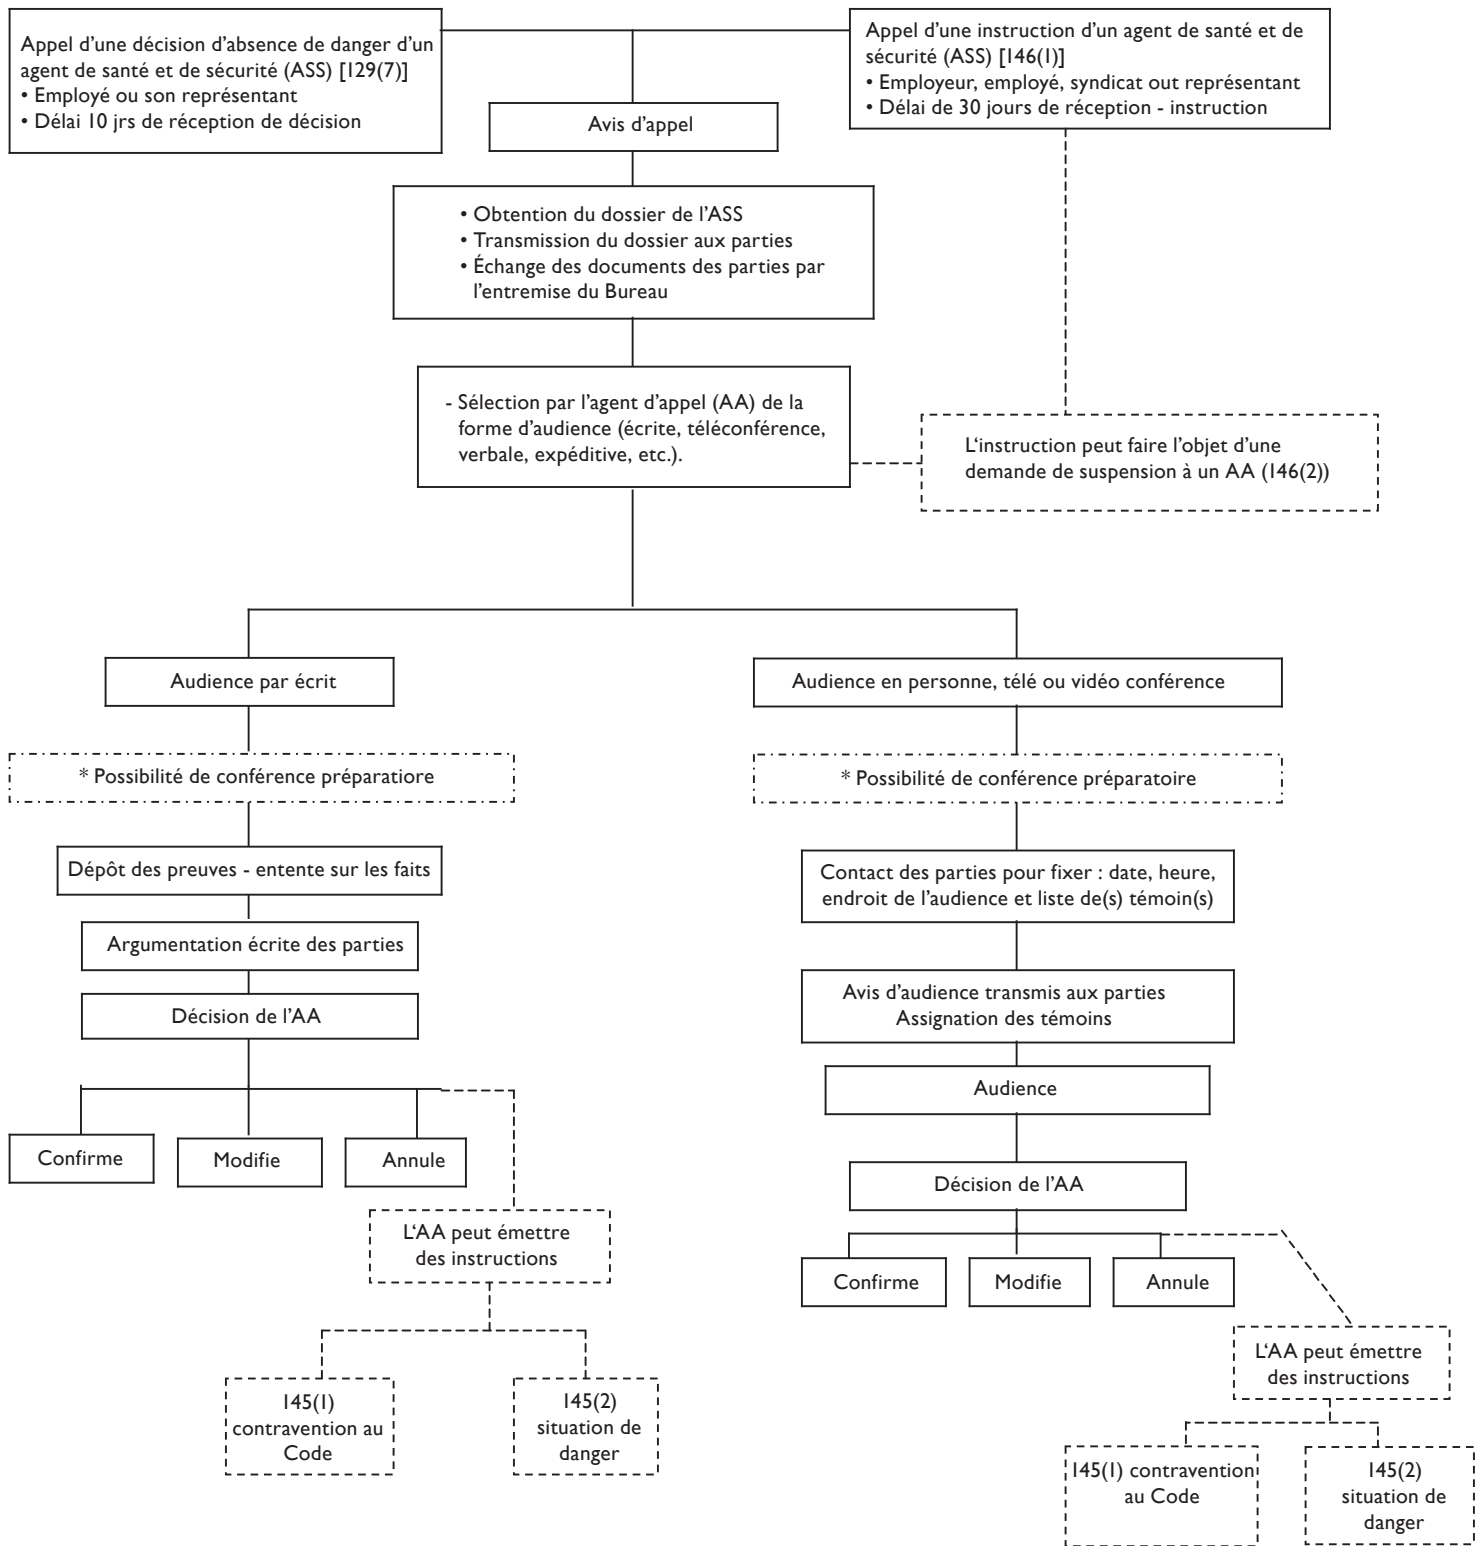 Appel d'une décision d'absence de danger d'un
agent de santé et de sécurité (ASS) [129(7)]
• Employé ou son représentant
• Délai 10 jrs de réception de décision
Appel d'une instruction d'un agent de santé et de
sécurité (ASS) [146(1)]
• Employeur, employé, syndicat out représentant
• Délai de 30 jours de réception - instruction
Avis d'appel
• Obtention du dossier de l'ASS
• Transmission du dossier aux parties
• Échange des documents des parties par
l'entremise du Bureau
- Sélection par l'agent d'appel (AA) de la
forme d'audience (écrite, téléconférence,
verbale, expéditive, etc.).
L'instruction peut faire l'objet d'une
demande de suspension à un AA (146(2))
Audience par écrit
* Possibilité de conférence préparatiore
Dépôt des preuves - entente sur les faits
Argumentation écrite des parties
Décision de l'AA
Confirme
Modifie
Annule
L'AA peut émettre
des instructions
145(1)
contravention au
Code
145(2)
situation de
danger
Audience en personne, télé ou vidéo conférence
* Possibilité de conférence préparatoire
Contact des parties pour fixer : date, heure,
endroit de l'audience et liste de(s) témoin(s)
Avis d'audience transmis aux parties
Assignation des témoins
Audience
Décision de l'AA
Confirme
Modifie
Annule
L'AA peut émettre
des instructions
145(1) contravention
au Code
145(2)
situation de
danger